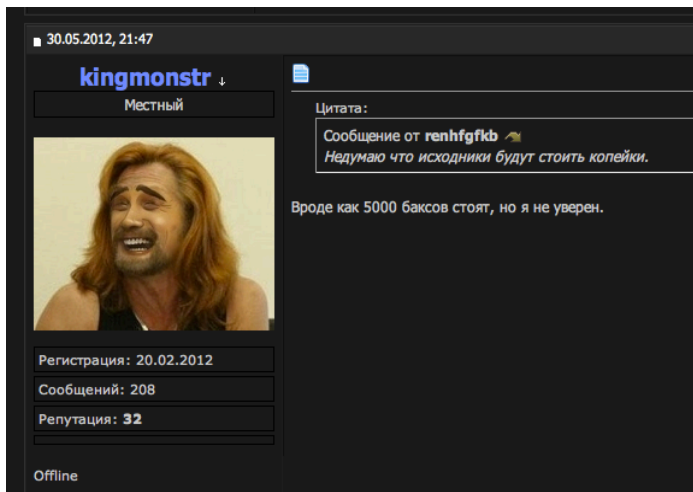 30.05.2012, 21:47
kingmonstr ↓
Местный
Цитата:
Сообщение от renhfgfkb
Недумаю что исходники будут стоить копейки.
Вроде как 5000 баксов стоят, но я не уверен.
Регистрация: 20.02.2012
Сообщений: 208
Репутация: 32
Offline